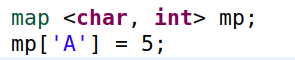 map <char, int> mp;
mp['A'] = 5;